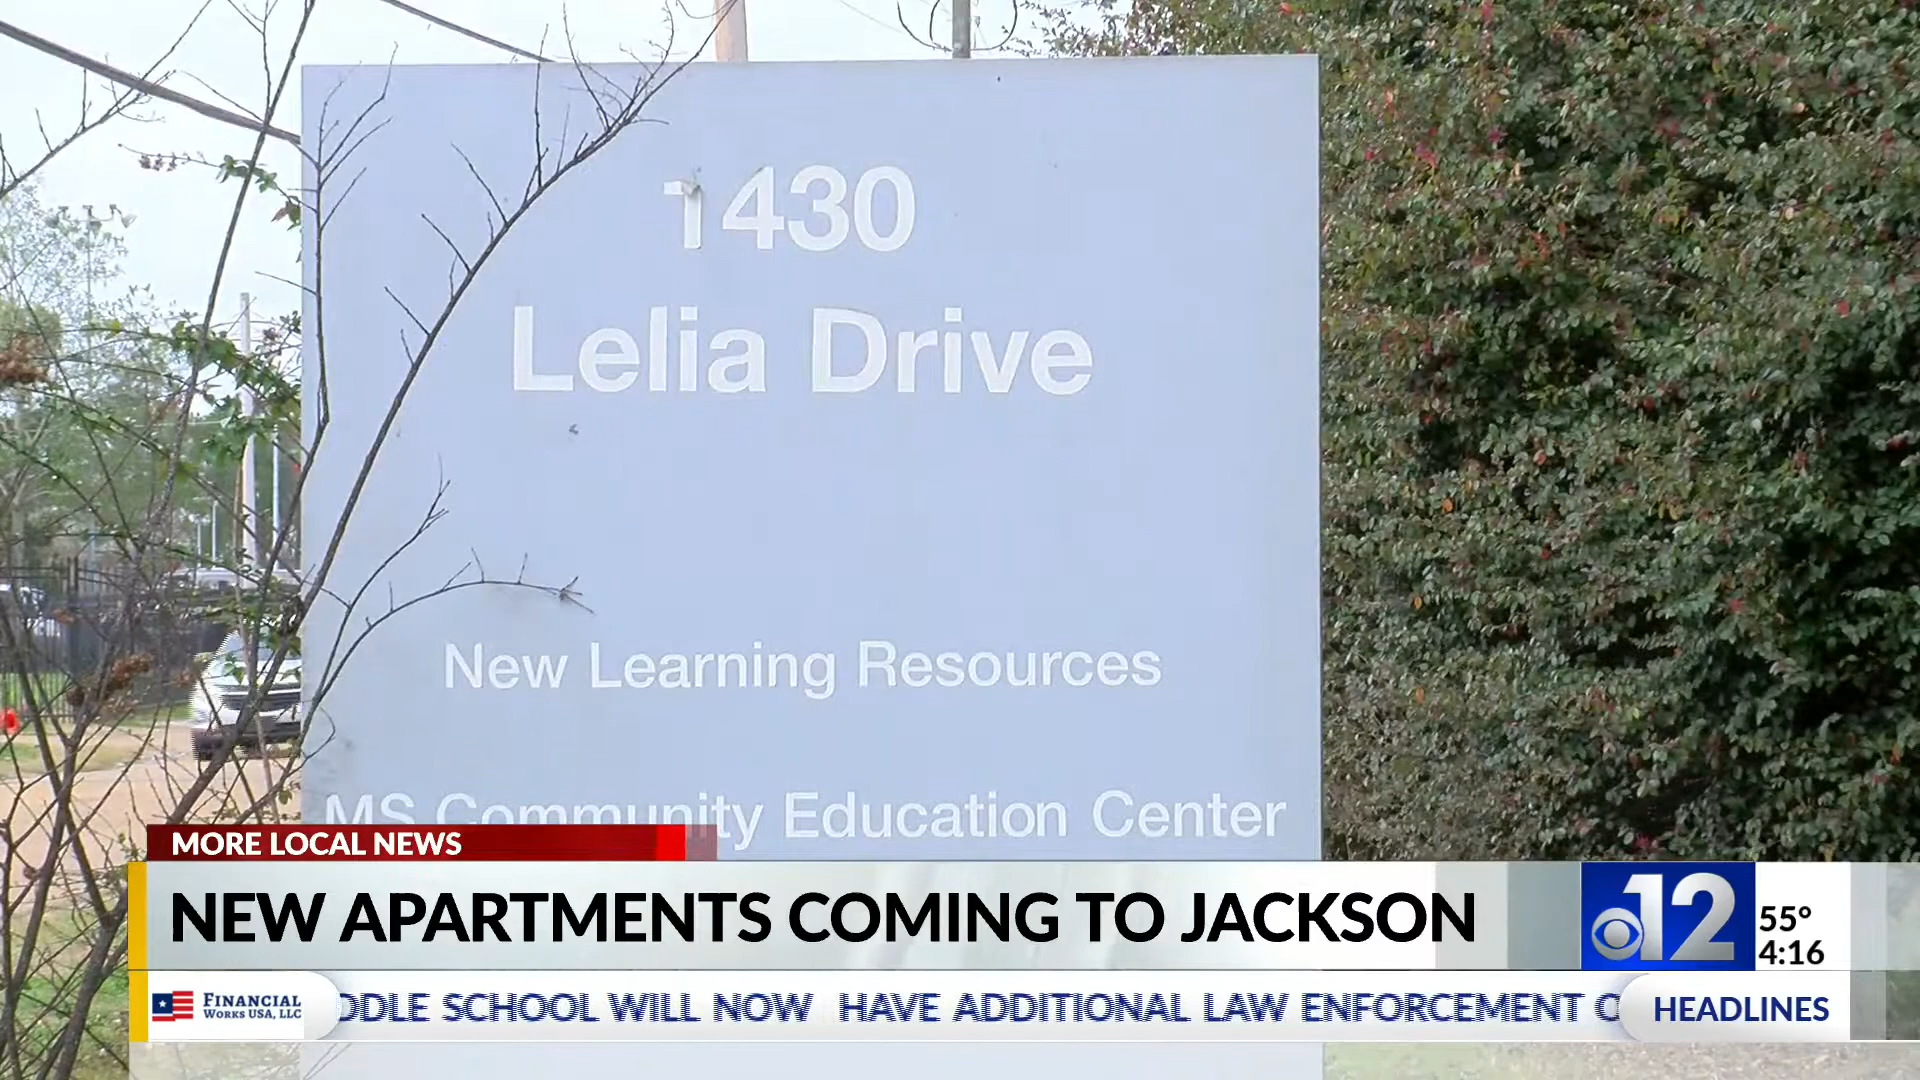 1430
Lelia Drive
New Learning Resources
MS Community Education Center
MORE LOCAL NEWS
NEW APARTMENTS COMING TO JACKSON
12
55°
4:16
FINANCIAL
WORKS USA, LLC
DDLE SCHOOL WILL NOW HAVE ADDITIONAL LAW ENFORCEMENT
HEADLINES